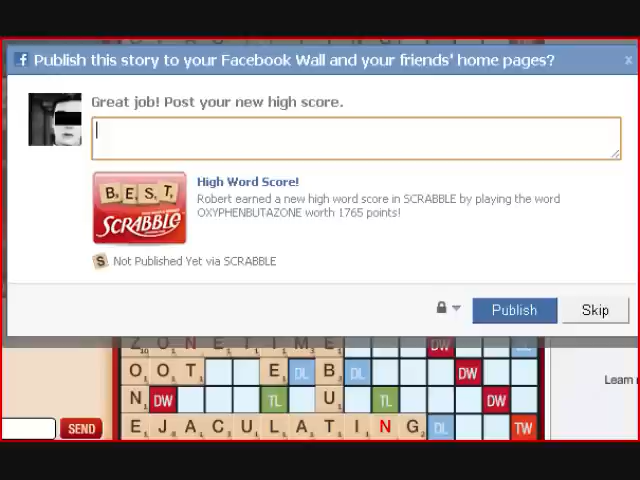 Publish this story to your Facebook Wall and your friends' home pages? x
Great job! Post your new high score.
High Word Score!
Robert earned a new high word score in SCRABBLE by playing the word
OXYPHENBUTAZONE worth 1765 points!
BEST
SCRABBLE
S Not Published Yet via SCRABBLE
Publish Skip
Z O N E T I M E DW
O O T E DL B DL DW
Learn m
N DW TL U TL DW
SEND
E J A C U L A T I N G DL TW